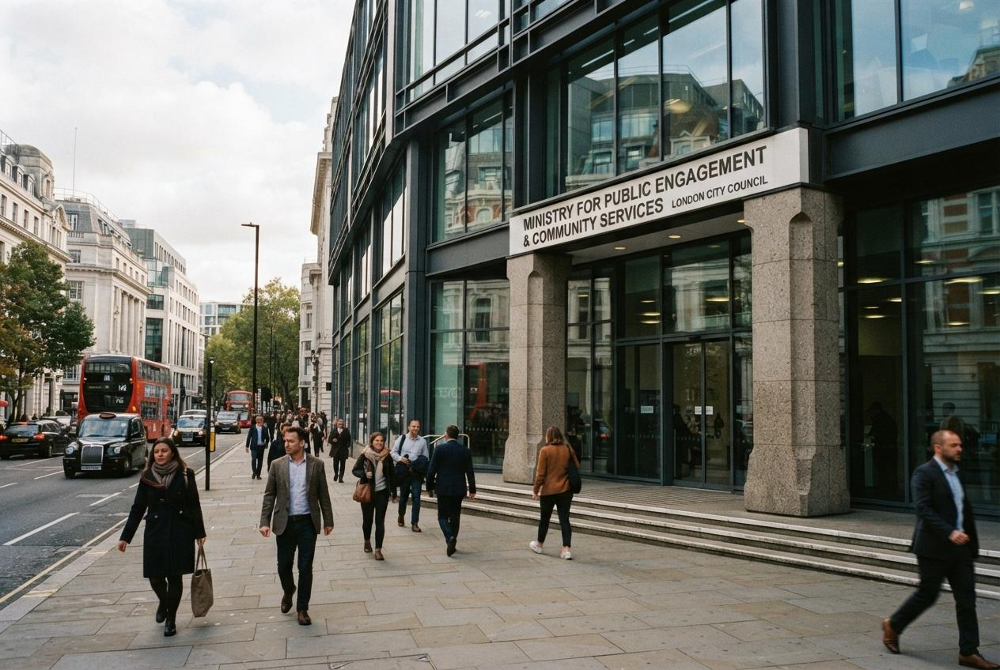 MINISTRY FOR PUBLIC ENGAGEMENT
& COMMUNITY SERVICES LONDON CITY COUNCIL